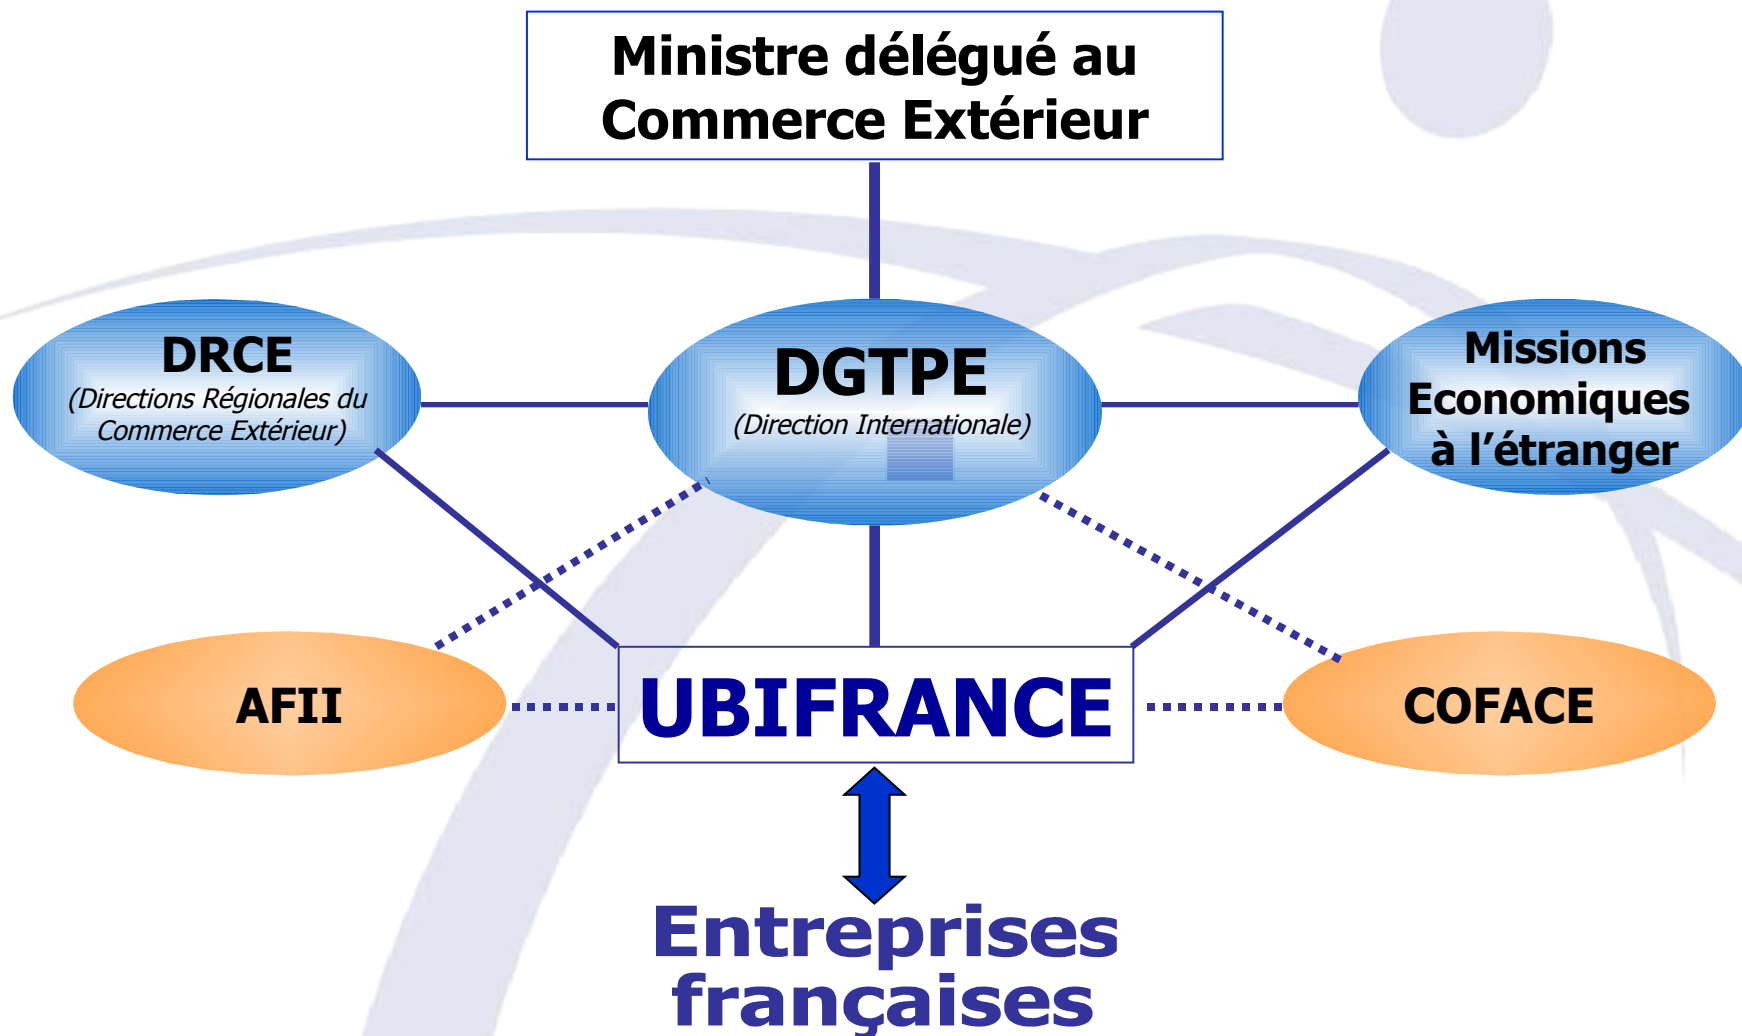 Ministre délégué au
Commerce Extérieur
DRCE
(Directions Régionales du
Commerce Extérieur)
DGTPE
(Direction Internationale)
Missions
Economiques
à l’étranger
AFII
UBIFRANCE
COFACE
Entreprises
françaises